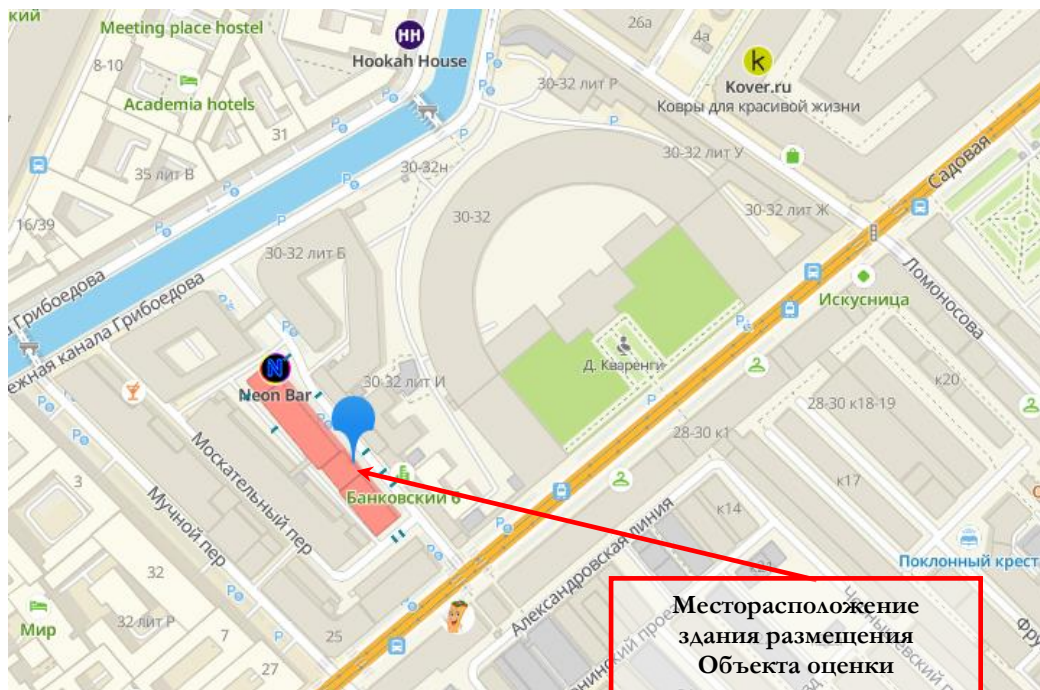 кий
Meeting place hostel
8-10
Academia hotels
31
35 лит В
16/39
HH
Hookah House
26а
4а
k
Kover.ru
Ковры для красивой жизни
30-32 лит Р
30-32н
30-32
30-32 лит У
30-32 лит Ж
Садовая
Ломоносова
Искусница
30-32 лит Б
Грибоедова
ежная канала Грибоедова
N
Neon Bar
30-32 лит И
Д. Кваренги
к20
28-30 к18-19
28-30 к1
к17
к14
Банковский 6
Москательный пер
Мучной пер
3
32
32 лит Р
7
25
27
Мир
Александровская линия
Поклонный крест
Месторасположение
здания размещения
Объекта оценки